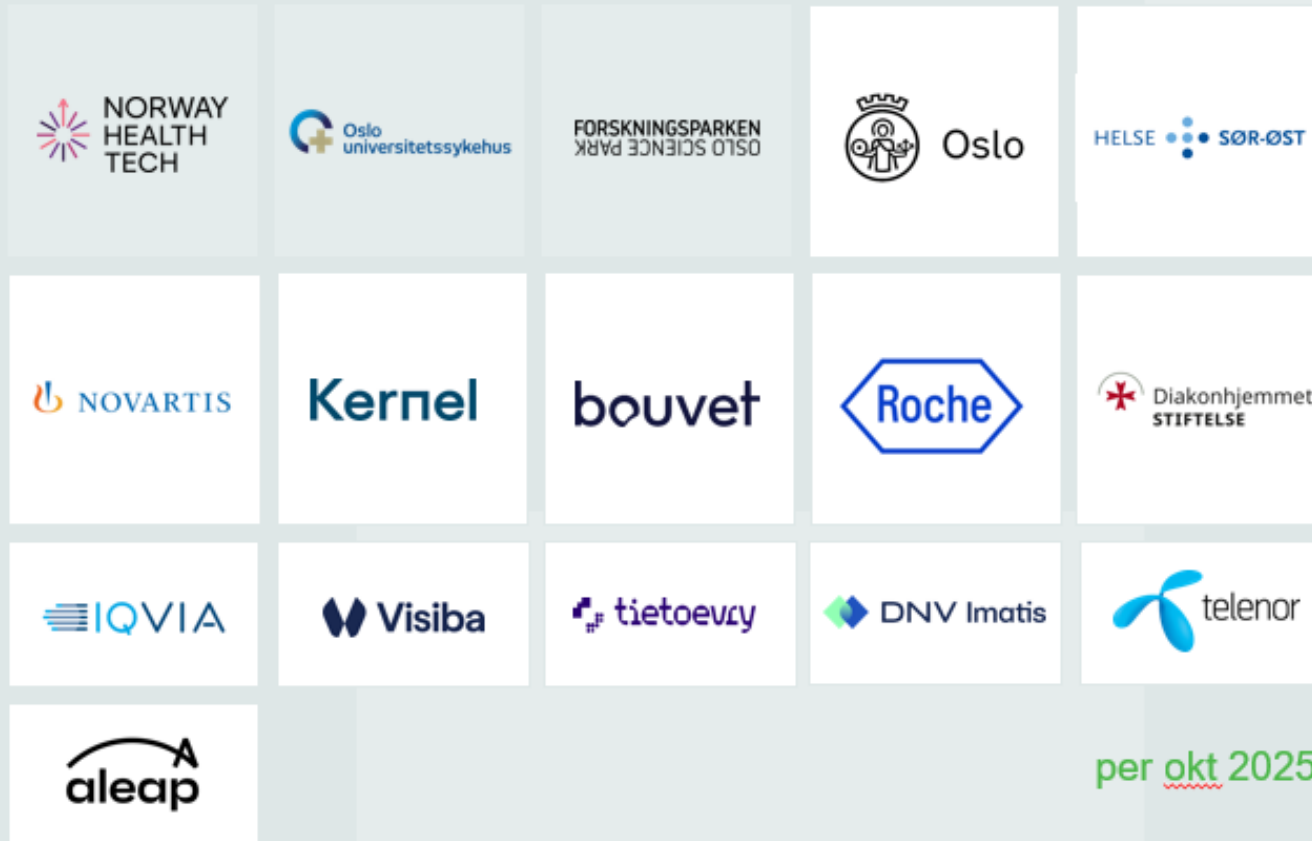 NORWAY
HEALTH
TECH
Oslo
universitetssykehus
FORSKNINGSPARKEN
OSLO SCIENCE PARK
Oslo
HELSE SØR-ØST
NOVARTIS
Kernel
bouvet
Roche
Diakonhjemmet
STIFTELSE
IQVIA
Visiba
tietoevry
DNV Imatis
telenor
aleap
per okt 2025